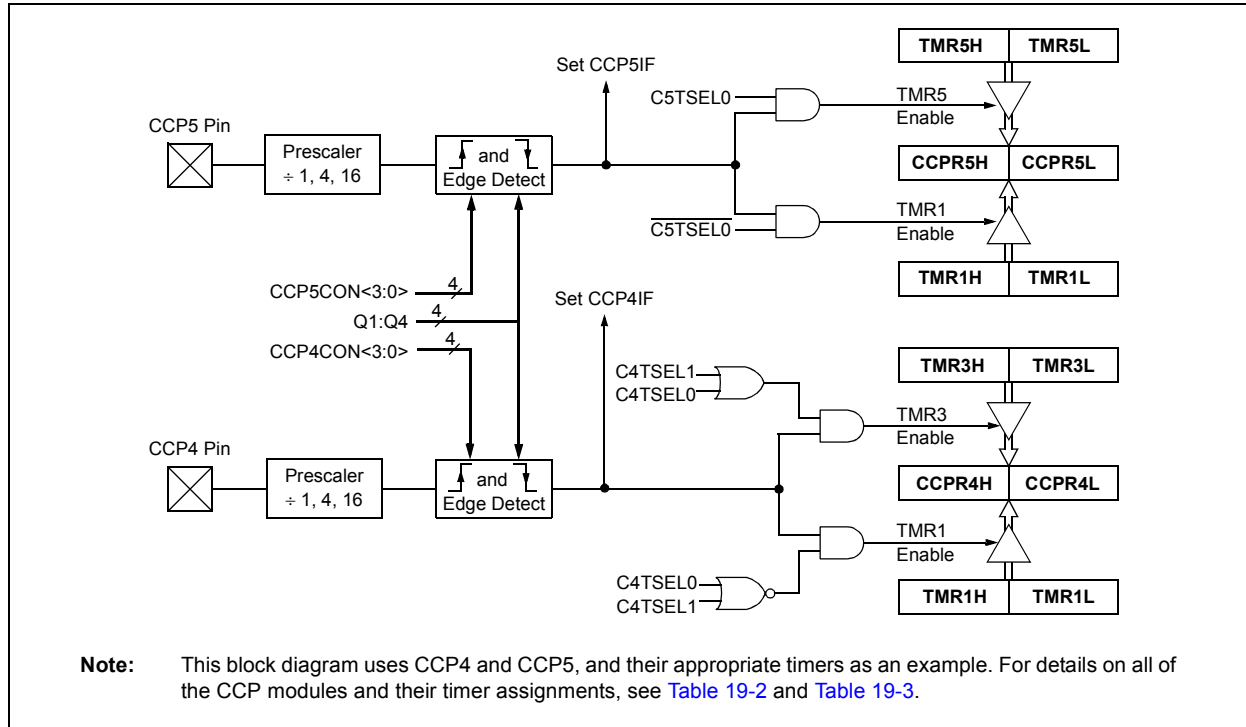 TMR5H TMR5L
Set CCP5IF
C5TSEL0
TMR5
Enable
CCP5 Pin
Prescaler
÷ 1, 4, 16
and
Edge Detect
CCPR5H CCPR5L
C5TSEL0
TMR1
Enable
TMR1H TMR1L
CCP5CON<3:0>
4
Q1:Q4
4
CCP4CON<3:0>
4
Set CCP4IF
TMR3H TMR3L
C4TSEL1
C4TSEL0
TMR3
Enable
CCP4 Pin
Prescaler
÷ 1, 4, 16
and
Edge Detect
CCPR4H CCPR4L
TMR1
Enable
C4TSEL0
C4TSEL1
TMR1H TMR1L
Note: This block diagram uses CCP4 and CCP5, and their appropriate timers as an example. For details on all of
the CCP modules and their timer assignments, see Table 19-2 and Table 19-3.